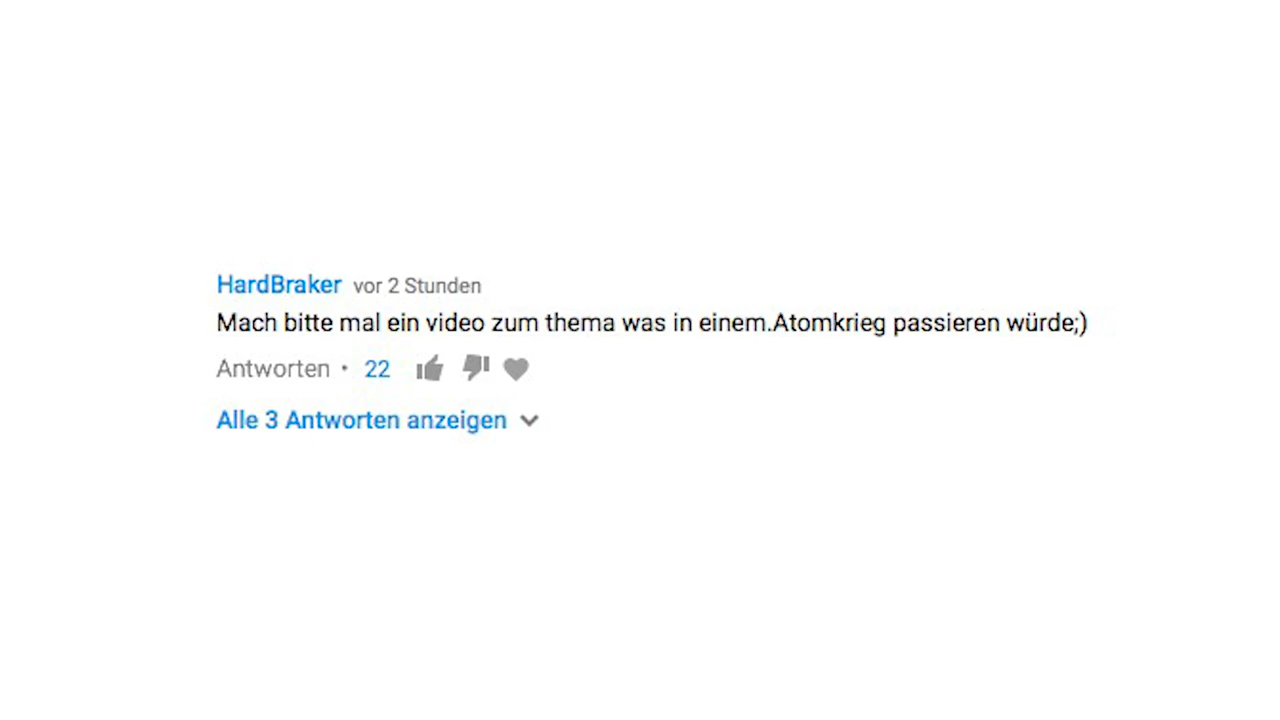 HardBraker vor 2 Stunden
Mach bitte mal ein video zum thema was in einem.Atomkrieg passieren würde;)
Antworten • 22
Alle 3 Antworten anzeigen